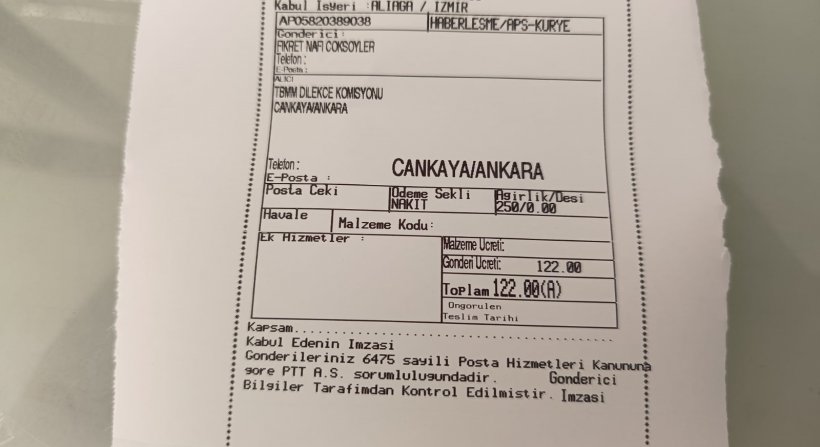 Kabul Isyeri :ALIAGA / IZMIR
AP05820389038 HABERLESME/APS-KURYE
Gonderici:
FIKRET NAFI COKSOYLER
Telefon :
E-Posta :
ALICI
TBMM DILEKCE KOMISYONU
CANKAYA/ANKARA
Telefon : CANKAYA/ANKARA
E-Posta :
Posta Ceki Odeme Sekli Agirlik/Desi
NAKIT 250/0.00
Havale Malzeme Kodu:
Ek Hizmetler : Malzeme Ucreti:
Gonderi Ucreti: 122.00
Toplam 122.00(A)
Ongorulen
Teslim Tarihi
Kapsam
Kabul Edenin Imzasi
Gonderileriniz 6475 sayili Posta Hizmetleri Kanununa
gore PTT A.S. sorumlulugundadir. Gonderici
Bilgiler Tarafimdan Kontrol Edilmistir. Imzasi